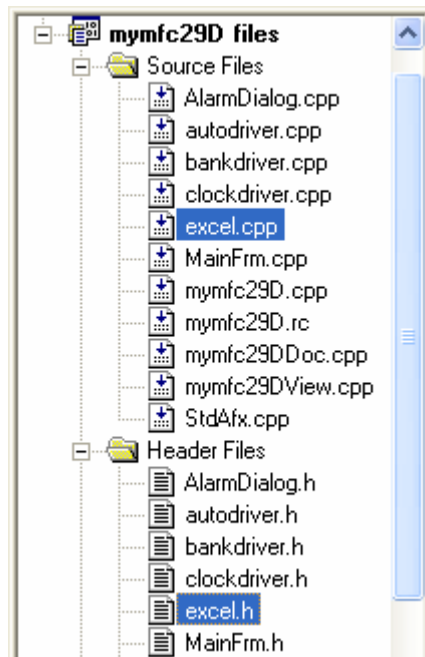 mymfc29D files
Source Files
AlarmDialog.cpp
autodriver.cpp
bankdriver.cpp
clockdriver.cpp
excel.cpp
MainFrm.cpp
mymfc29D.cpp
mymfc29D.rc
mymfc29DDoc.cpp
mymfc29DView.cpp
StdAfx.cpp
Header Files
AlarmDialog.h
autodriver.h
bankdriver.h
clockdriver.h
excel.h
MainFrm.h